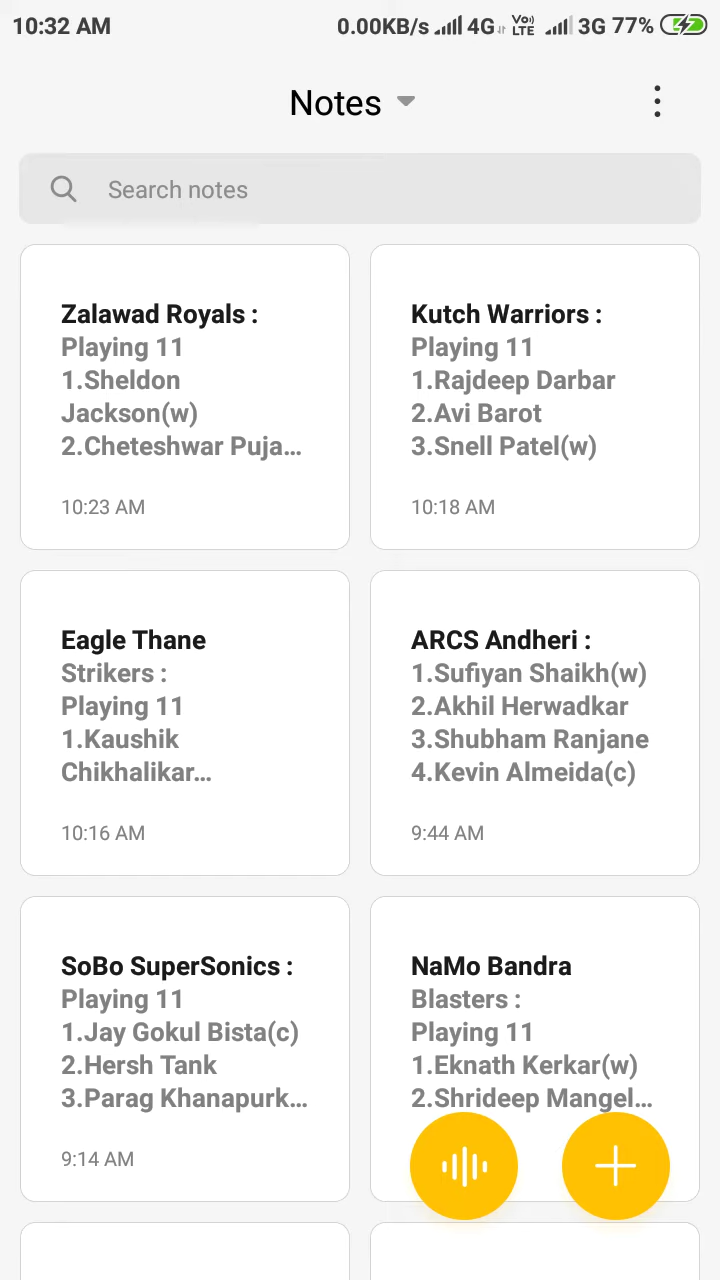 10:32 AM
0.00KB/s 4G Vo)) LTE 3G 77%
Notes
Search notes
Zalawad Royals :
Playing 11
1.Sheldon
Jackson(w)
2.Cheteshwar Puja...
10:23 AM
Kutch Warriors :
Playing 11
1.Rajdeep Darbar
2.Avi Barot
3.Snell Patel(w)
10:18 AM
Eagle Thane
Strikers :
Playing 11
1.Kaushik
Chikhalikar...
10:16 AM
ARCS Andheri :
1.Sufiyan Shaikh(w)
2.Akhil Herwadkar
3.Shubham Ranjane
4.Kevin Almeida(c)
9:44 AM
SoBo SuperSonics :
Playing 11
1.Jay Gokul Bista(c)
2.Hersh Tank
3.Parag Khanapurk...
9:14 AM
NaMo Bandra
Blasters :
Playing 11
1.Eknath Kerkar(w)
2.Shrideep Mangel...